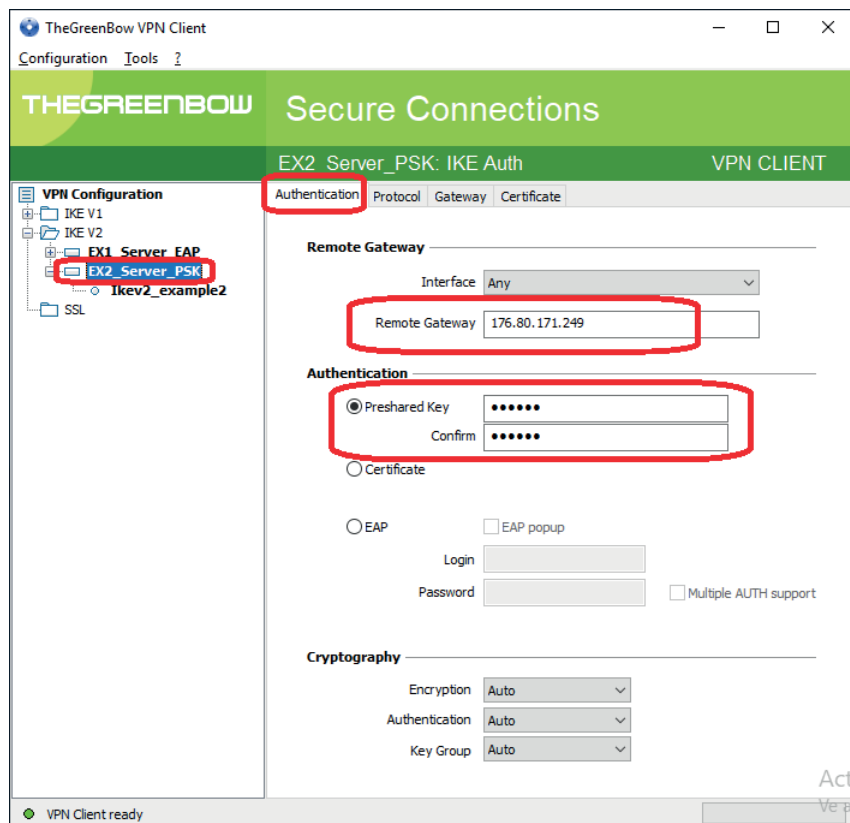 TheGreenBow VPN Client
Configuration Tools ?
THEGREENBOW Secure Connections
EX2_Server_PSK: IKE Auth VPN CLIENT
VPN Configuration
IKE V1
IKE V2
EX1_Server_EAP
EX2_Server_PSK
Ikev2_example2
SSL
Authentication Protocol Gateway Certificate
Remote Gateway
Interface Any
Remote Gateway 176.80.171.249
Authentication
Preshared Key ••••••
Confirm ••••••
Certificate
EAP EAP popup
Login
Password Multiple AUTH support
Cryptography
Encryption Auto
Authentication Auto
Key Group Auto
Act
VPN Client ready Ve a